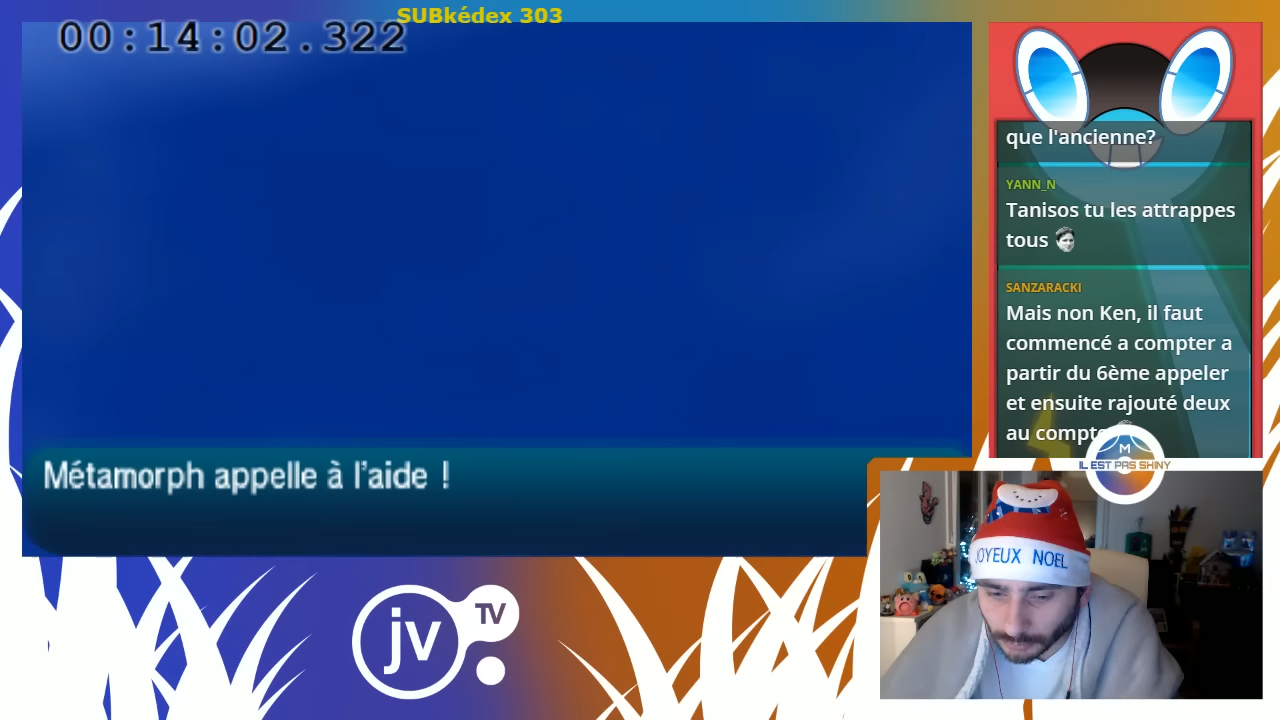 SUBkédex 303
00:14:02.322
que l'ancienne?
YANN_N
Tanisos tu les attrappes
tous
SANZARACKI
Mais non Ken, il faut
commencé a compter a
partir du 6ème appeler
et ensuite rajouté deux
au compte
M
IL EST PAS SHINY
Métamorph appelle à l'aide !
JOYEUX NOEL
jv
TV